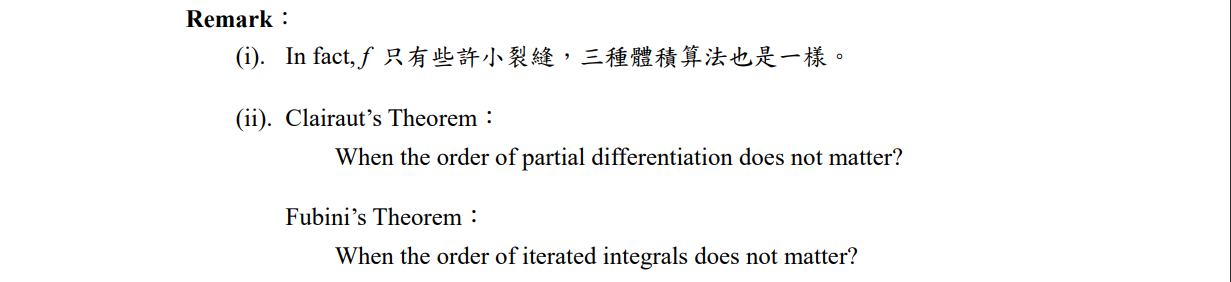 Remark：
(i). In fact, f 只有些許小裂縫，三種體積算法也是一樣。
(ii). Clairaut’s Theorem：
When the order of partial differentiation does not matter?
Fubini’s Theorem：
When the order of iterated integrals does not matter?